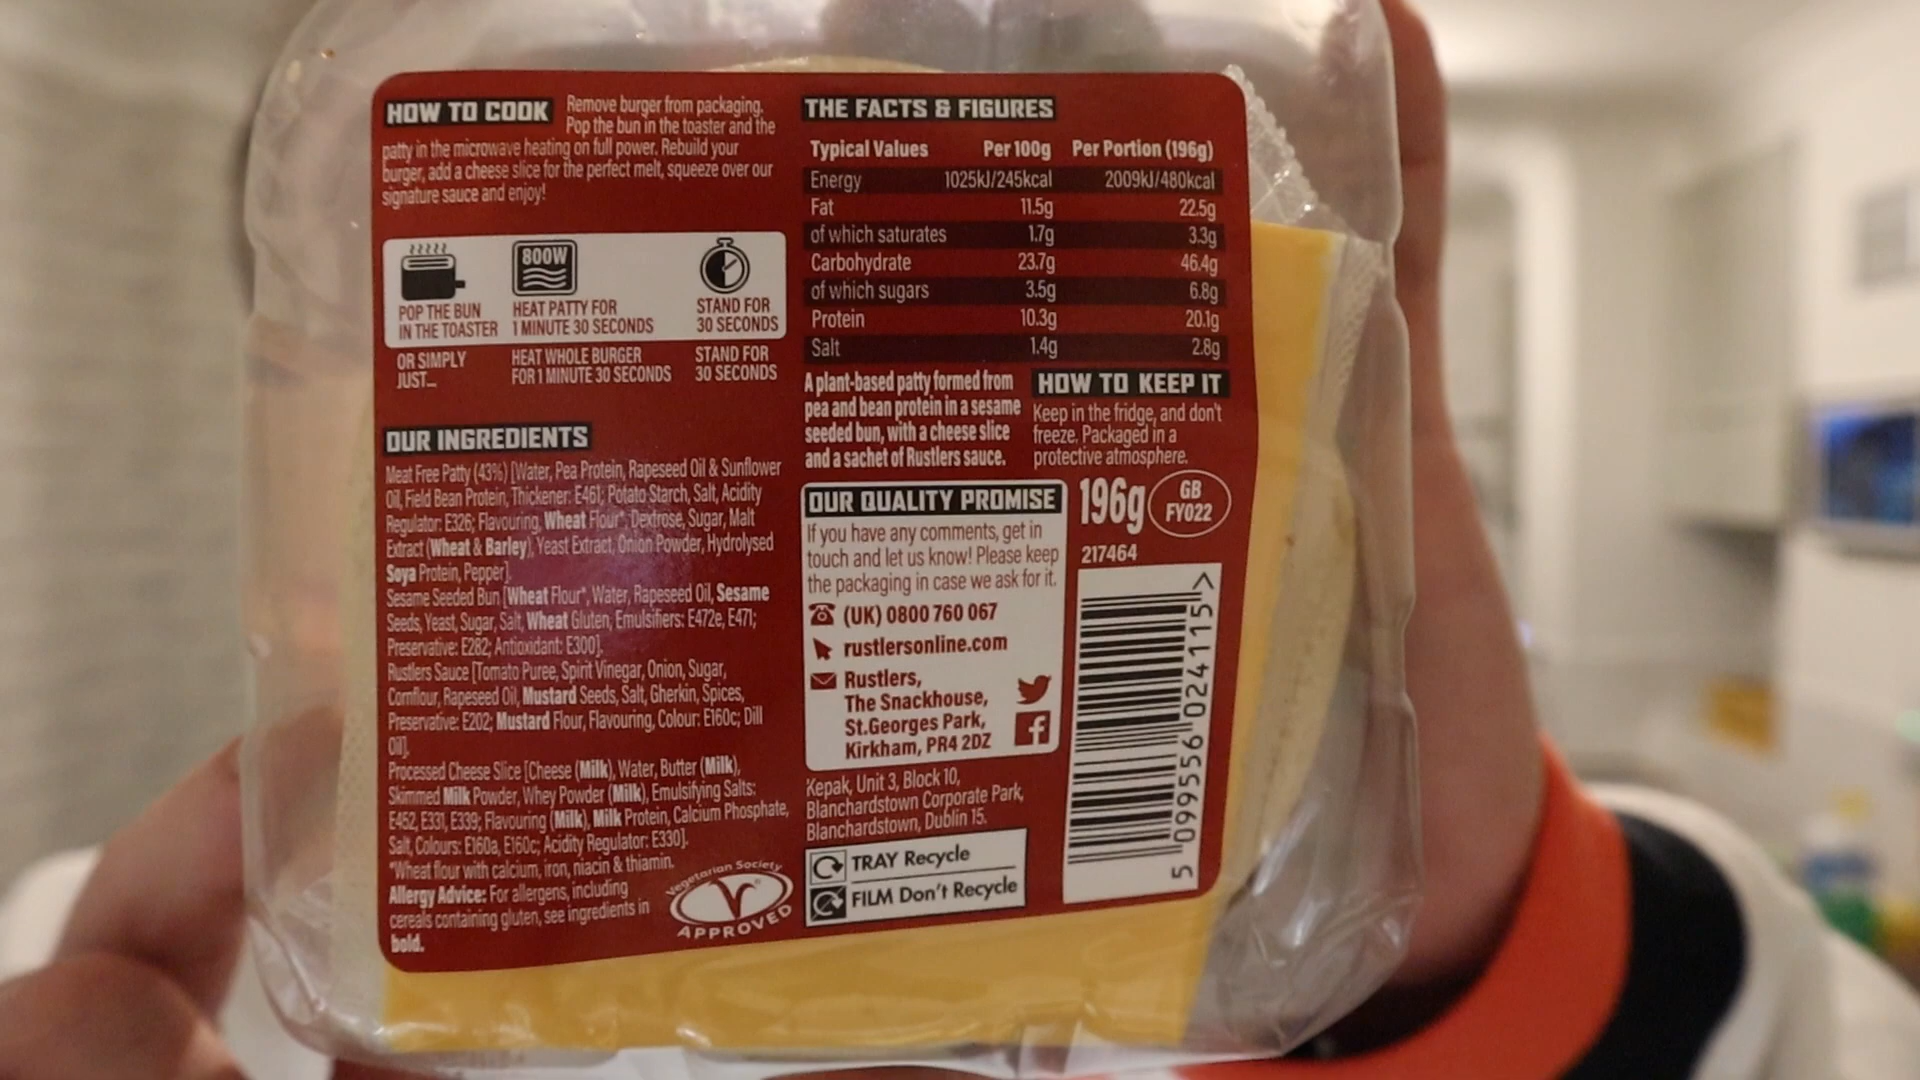 HOW TO COOK Remove burger from packaging.
Pop the bun in the toaster and the
patty in the microwave heating on full power. Rebuild your
burger, add a cheese slice for the perfect melt, squeeze over our
signature sauce and enjoy!
800W
POP THE BUN
IN THE TOASTER
HEAT PATTY FOR
1 MINUTE 30 SECONDS
STAND FOR
30 SECONDS
OR SIMPLY
JUST...
HEAT WHOLE BURGER
FOR 1 MINUTE 30 SECONDS
STAND FOR
30 SECONDS
OUR INGREDIENTS
Meat Free Patty (43%) [Water, Pea Protein, Rapeseed Oil & Sunflower
Oil, Field Bean Protein, Thickener: E461; Potato Starch, Salt, Acidity
Regulator: E326; Flavouring, Wheat Flour*, Dextrose, Sugar, Malt
Extract (Wheat & Barley), Yeast Extract, Onion Powder, Hydrolysed
Soya Protein, Pepper].
Sesame Seeded Bun [Wheat Flour*, Water, Rapeseed Oil, Sesame
Seeds, Yeast, Sugar, Salt, Wheat Gluten, Emulsifiers: E472e, E471;
Preservative: E282; Antioxidant: E300].
Rustlers Sauce [Tomato Puree, Spirit Vinegar, Onion, Sugar,
Cornflour, Rapeseed Oil, Mustard Seeds, Salt, Gherkin, Spices,
Preservative: E202; Mustard Flour, Flavouring, Colour: E160c; Dill
Oil].
Processed Cheese Slice [Cheese (Milk), Water, Butter (Milk),
Skimmed Milk Powder, Whey Powder (Milk), Emulsifying Salts:
E452, E331, E339; Flavouring (Milk), Milk Protein, Calcium Phosphate,
Salt, Colours: E160a, E160c; Acidity Regulator: E330].
*Wheat flour with calcium, iron, niacin & thiamin.
Allergy Advice: For allergens, including
cereals containing gluten, see ingredients in
bold.
Vegetarian Society
V
APPROVED
THE FACTS & FIGURES
Typical Values Per 100g Per Portion (196g)
Energy 1025kJ/245kcal 2009kJ/480kcal
Fat 11.5g 22.5g
of which saturates 1.7g 3.3g
Carbohydrate 23.7g 46.4g
of which sugars 3.5g 6.8g
Protein 10.3g 20.1g
Salt 1.4g 2.8g
A plant-based patty formed from
pea and bean protein in a sesame
seeded bun, with a cheese slice
and a sachet of Rustlers sauce.
HOW TO KEEP IT
Keep in the fridge, and don't
freeze. Packaged in a
protective atmosphere.
OUR QUALITY PROMISE
If you have any comments, get in
touch and let us know! Please keep
the packaging in case we ask for it.
(UK) 0800 760 067
rustlersonline.com
Rustlers,
The Snackhouse,
St.Georges Park,
Kirkham, PR4 2DZ
196g
GB
FY022
217464
5 099556 024115 >
Kepak, Unit 3, Block 10,
Blanchardstown Corporate Park,
Blanchardstown, Dublin 15.
TRAY Recycle
FILM Don't Recycle